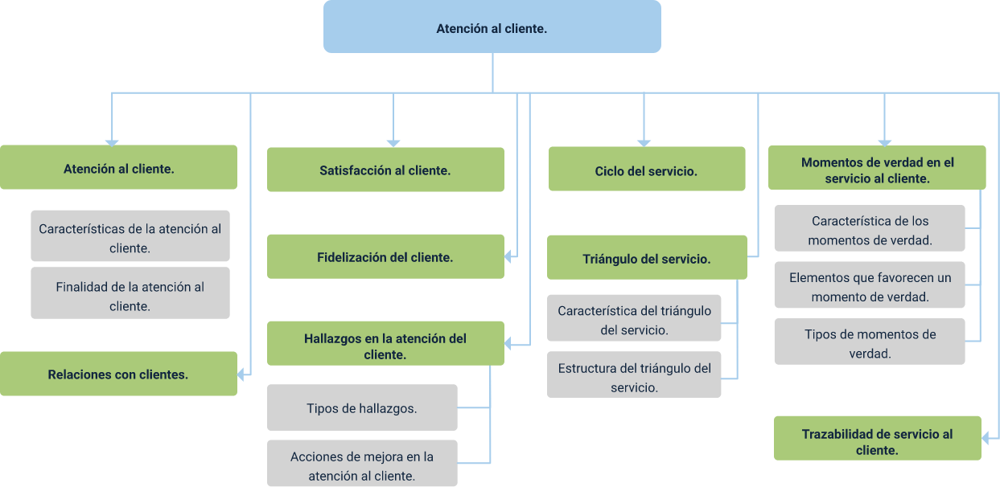 Atención al cliente.
Atención al cliente.
Características de la atención al
cliente.
Finalidad de la atención al
cliente.
Relaciones con clientes.
Satisfacción al cliente.
Fidelización del cliente.
Hallazgos en la atención del
cliente.
Tipos de hallazgos.
Acciones de mejora en la
atención al cliente.
Ciclo del servicio.
Triángulo del servicio.
Característica del triángulo
del servicio.
Estructura del triángulo del
servicio.
Momentos de verdad en el
servicio al cliente.
Característica de los
momentos de verdad.
Elementos que favorecen un
momento de verdad.
Tipos de momentos de
verdad.
Trazabilidad de servicio al
cliente.